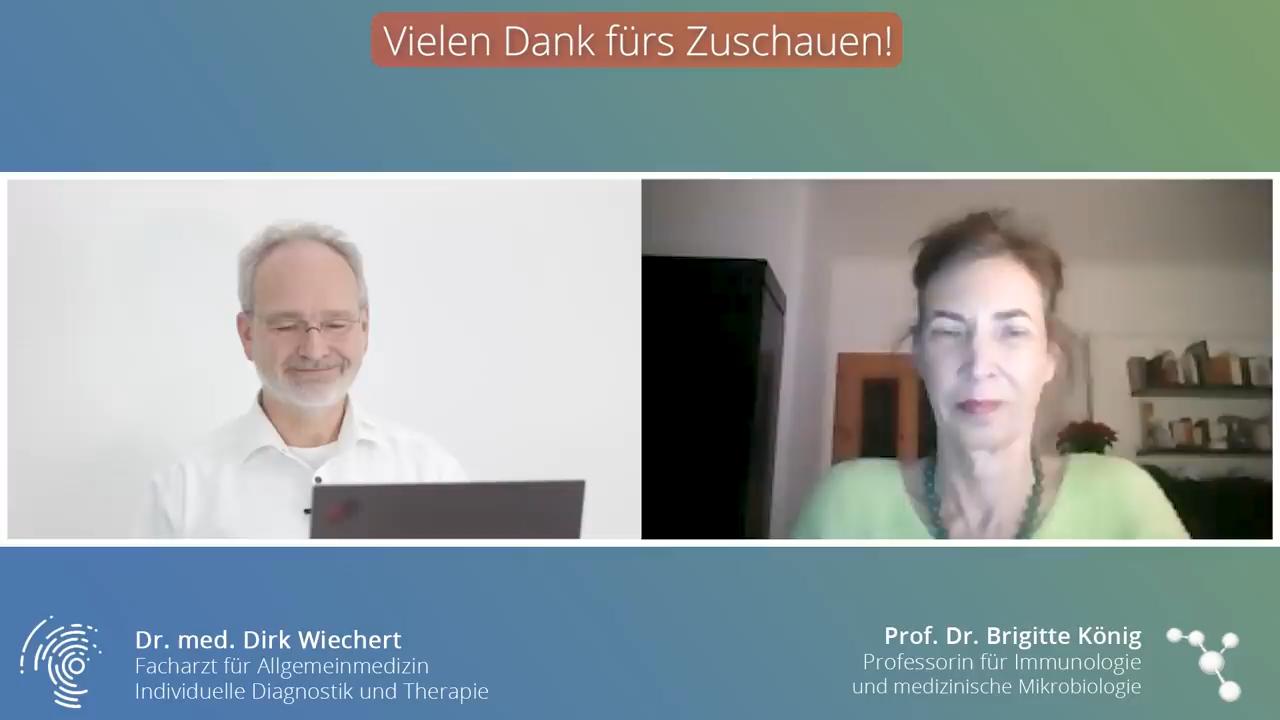 Vielen Dank fürs Zuschauen!
Dr. med. Dirk Wiechert
Facharzt für Allgemeinmedizin
Individuelle Diagnostik und Therapie
Prof. Dr. Brigitte König
Professorin für Immunologie
und medizinische Mikrobiologie